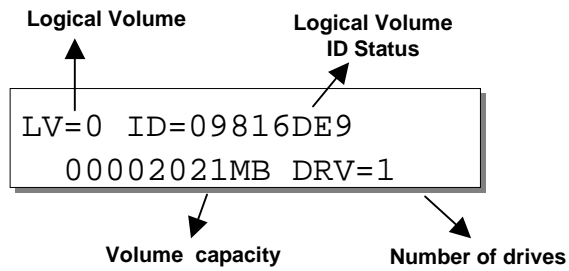 Logical Volume
Logical Volume
ID Status
LV=0 ID=09816DE9
00002021MB DRV=1
Volume capacity
Number of drives